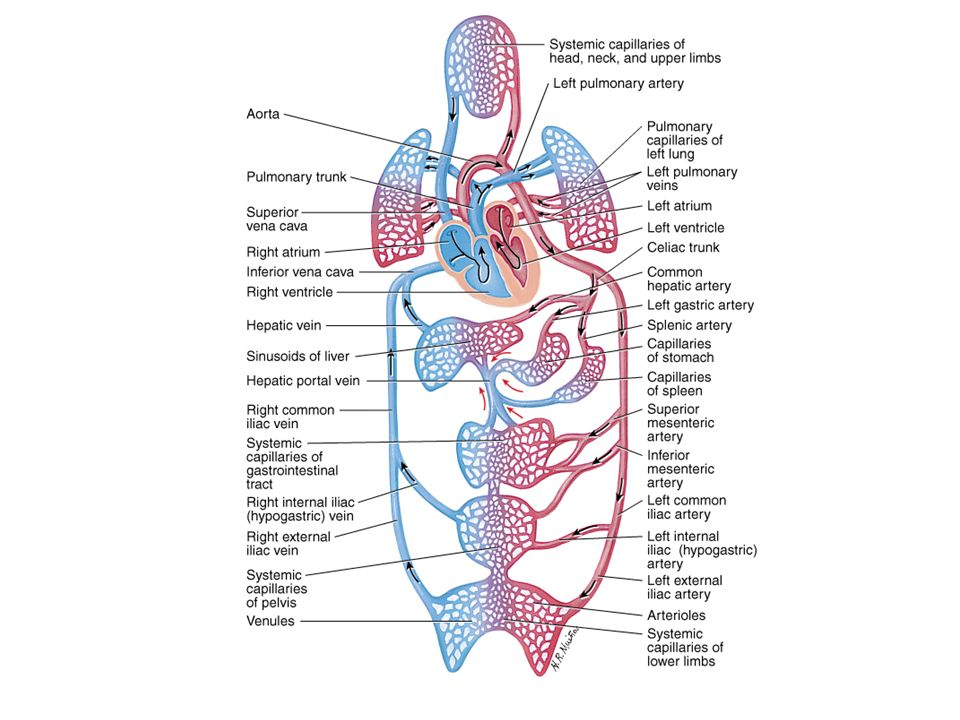 Systemic capillaries of
head, neck, and upper limbs
Left pulmonary artery
Aorta
Pulmonary
capillaries of
left lung
Pulmonary trunk
Left pulmonary
veins
Superior
vena cava
Left atrium
Left ventricle
Right atrium
Celiac trunk
Inferior vena cava
Common
hepatic artery
Right ventricle
Left gastric artery
Hepatic vein
Splenic artery
Sinusoids of liver
Capillaries
of stomach
Hepatic portal vein
Capillaries
of spleen
Right common
iliac vein
Superior
mesenteric
artery
Systemic
capillaries of
gastrointestinal
tract
Inferior
mesenteric
artery
Right internal iliac
(hypogastric) vein
Left common
iliac artery
Right external
iliac vein
Left internal
iliac (hypogastric)
artery
Systemic
capillaries
of pelvis
Left external
iliac artery
Venules
Arterioles
Systemic
capillaries of
lower limbs